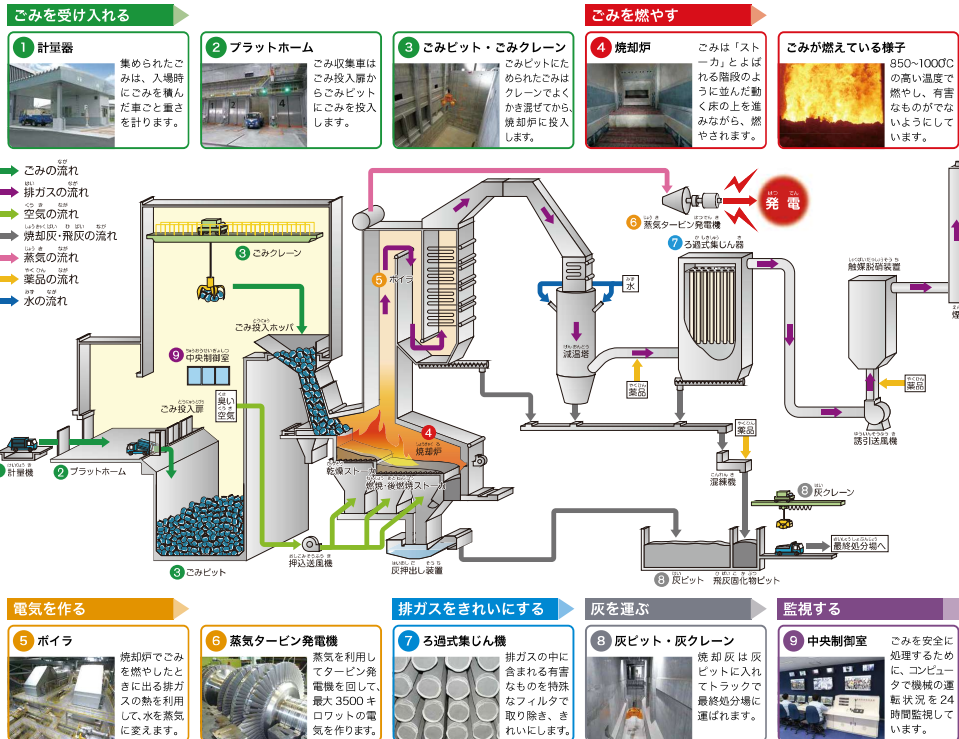 ごみを受け入れる
ごみを燃やす
1 計量器
集められたご
みは、入場時
にごみを積ん
だ車ごと重さ
を計ります。
2 プラットホーム
ごみ収集車は
ごみ投入扉か
らごみピット
にごみを投入
します。
3 ごみピット・ごみクレーン
ごみピットにた
められたごみは
クレーンでよく
かき混ぜてから、
焼却炉に投入
します。
4 焼却炉
ごみは「スト
ーカ」とよば
れる階段のよ
うに並んだ動
く床の上を進
みながら、燃
やされます。
ごみが燃えている様子
850~1000℃
の高い温度で
燃やし、有害
なものがでな
いようにして
います。
ごみの流れ
排ガスの流れ
空気の流れ
焼却灰・飛灰の流れ
蒸気の流れ
薬品の流れ
水の流れ
3 ごみクレーン
ごみ投入ホッパ
9 中央制御室
ごみ投入扉
臭い
空気
計量機
2 プラットホーム
3 ごみピット
押込送風機
5 ボイラ
4
焼却炉
乾燥ストーカ
燃焼・後燃焼ストーカ
灰押出し装置
6 蒸気タービン発電機
発電
7 ろ過式集じん器
水
減温塔
薬品
触媒脱硝装置
薬品
誘引送風機
薬品
混練機
8 灰クレーン
8 灰ピット
飛灰固化物ピット
最終処分場へ
煙
電気を作る
排ガスをきれいにする
灰を運ぶ
監視する
5 ボイラ
焼却炉でごみ
を燃やしたと
きに出る排ガ
スの熱を利用
して、水を蒸気
に変えます。
6 蒸気タービン発電機
蒸気を利用し
てタービン発
電機を回して、
最大3500キ
ロワットの電
気を作ります。
7 ろ過式集じん機
排ガスの中に
含まれる有害
なものを特殊
なフィルタで
取り除き、き
れいにします。
8 灰ピット・灰クレーン
焼却灰は灰
ピットに入れ
てトラックで
最終処分場に
運ばれます。
9 中央制御室
ごみを安全に
処理するため
に、コンピュー
タで機械の運
転状況を24
時間監視して
います。